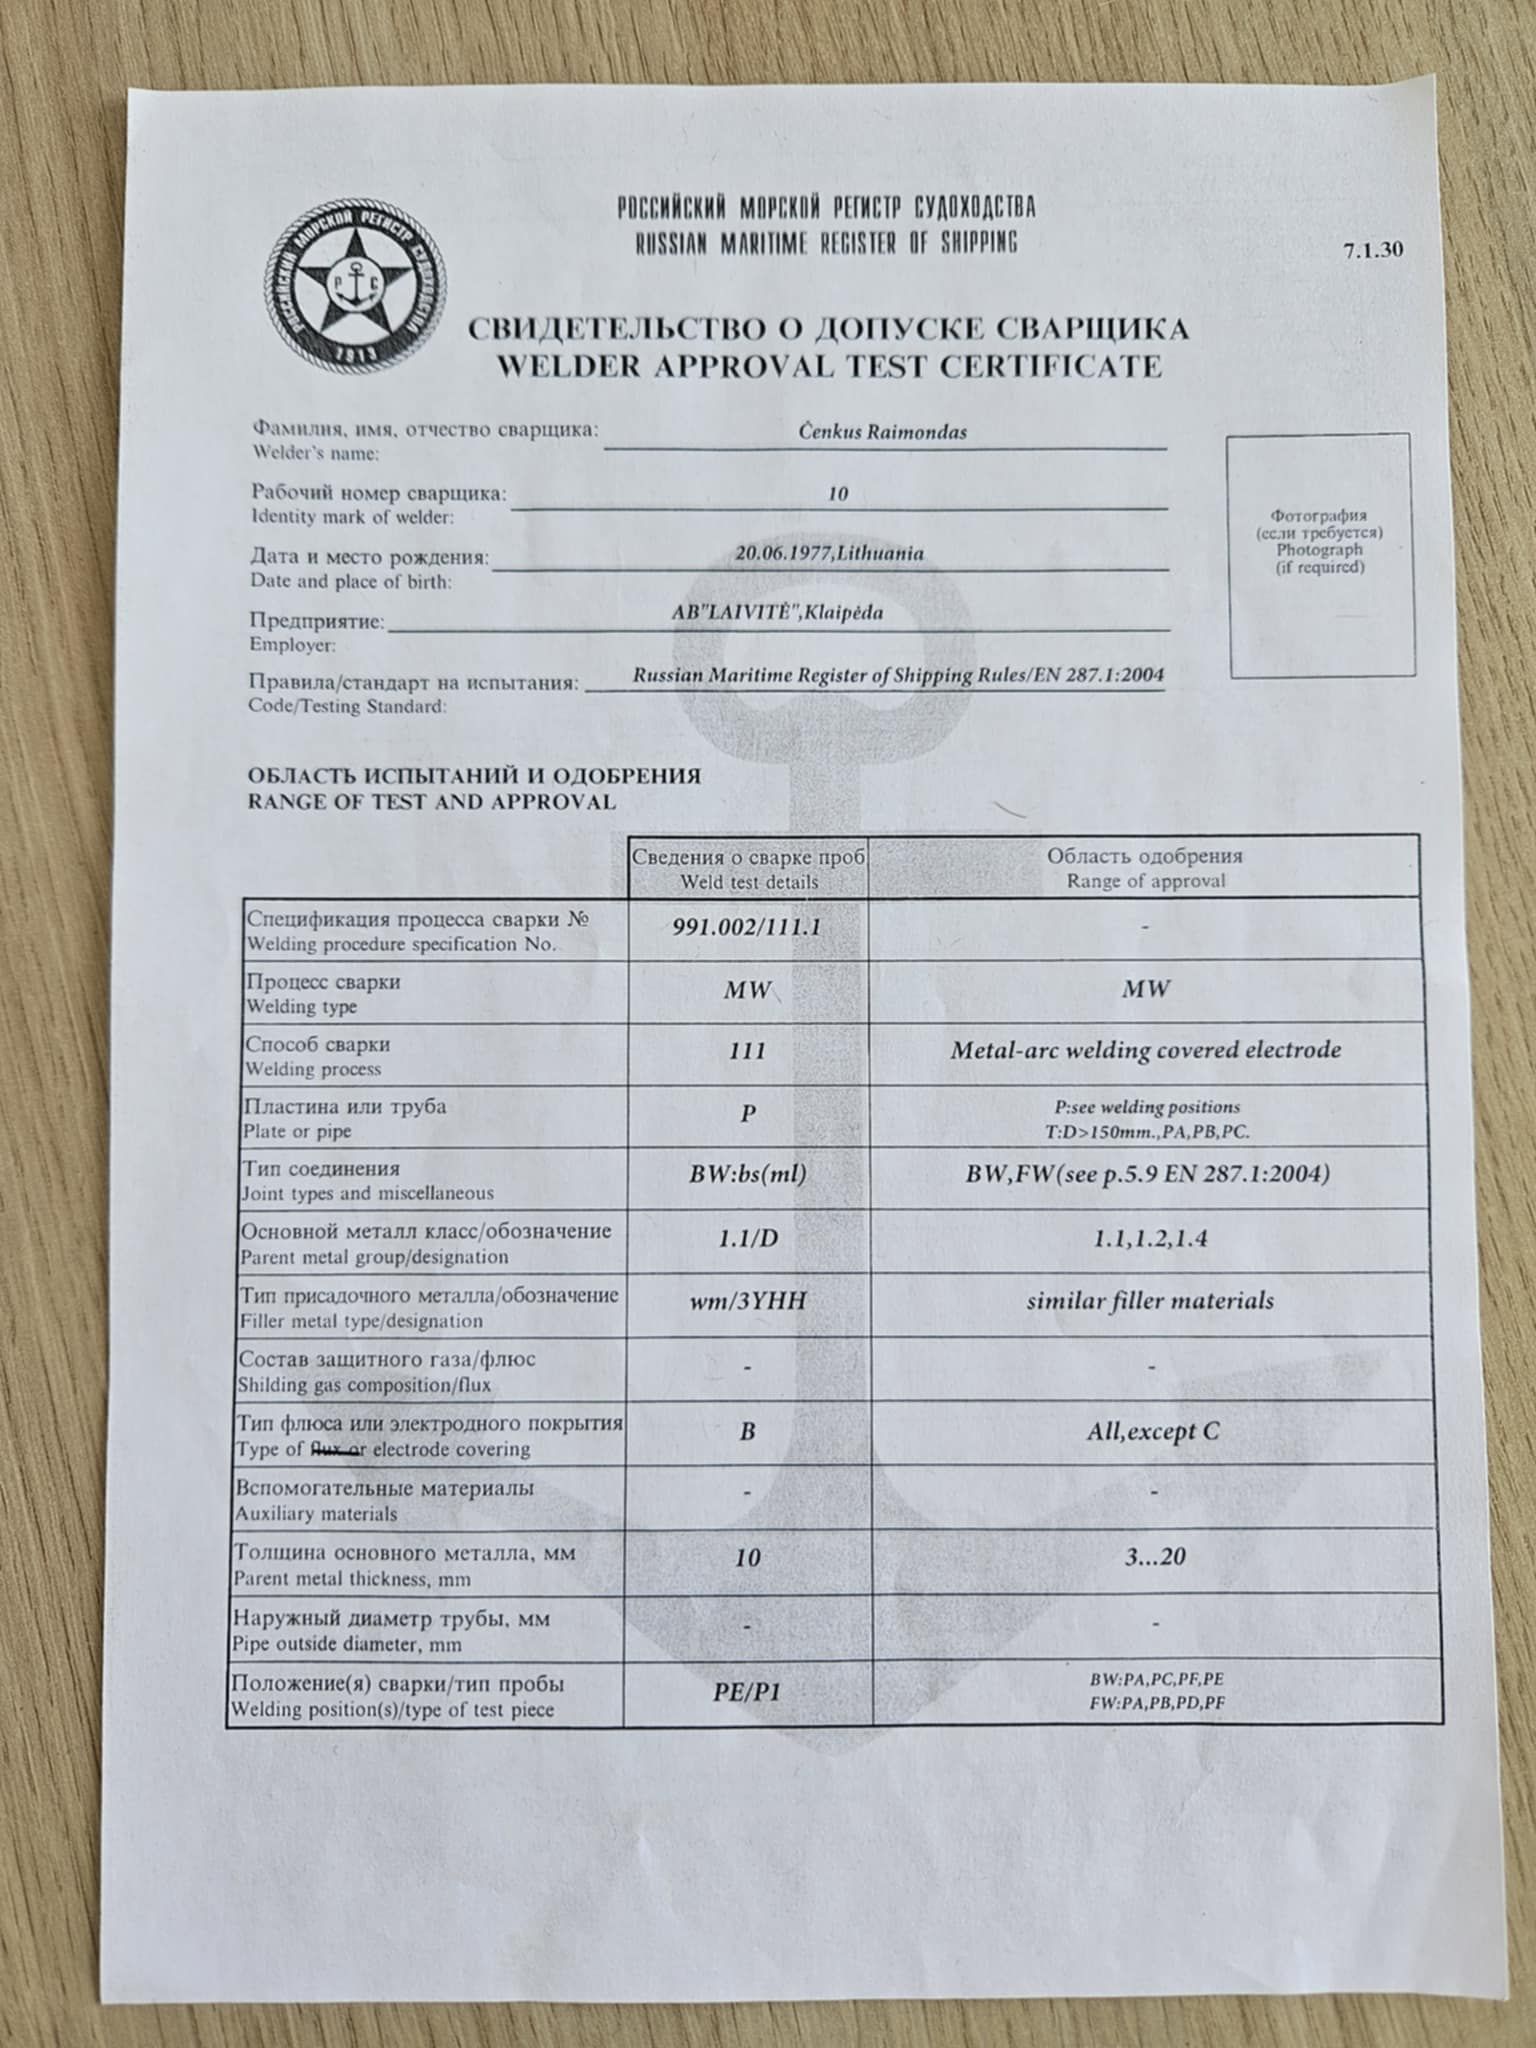 РОССИЙСКИЙ МОРСКОЙ РЕГИСТР СУДОХОДСТВА
RUSSIAN MARITIME REGISTER OF SHIPPING
7.1.30
РОССИЙСКИЙ МОРСКОЙ РЕГИСТР СУДОХОДСТВА
Р С
1913
СВИДЕТЕЛЬСТВО О ДОПУСКЕ СВАРЩИКА
WELDER APPROVAL TEST CERTIFICATE
Фамилия, имя, отчество сварщика: Čenkus Raimondas
Welder's name:
Рабочий номер сварщика: 10
Identity mark of welder:
Дата и место рождения: 20.06.1977,Lithuania
Date and place of birth:
Предприятие: AB"LAIVITĖ",Klaipėda
Employer:
Правила/стандарт на испытания: Russian Maritime Register of Shipping Rules/EN 287.1:2004
Code/Testing Standard:
Фотография
(если требуется)
Photograph
(if required)
ОБЛАСТЬ ИСПЫТАНИЙ И ОДОБРЕНИЯ
RANGE OF TEST AND APPROVAL
Сведения о сварке проб Область одобрения
Weld test details Range of approval
Спецификация процесса сварки № 991.002/111.1 -
Welding procedure specification No.
Процесс сварки MW MW
Welding type
Способ сварки 111 Metal-arc welding covered electrode
Welding process
Пластина или труба P P:see welding positions
Plate or pipe T:D>150mm.,PA,PB,PC.
Тип соединения BW:bs(ml) BW,FW(see p.5.9 EN 287.1:2004)
Joint types and miscellaneous
Основной металл класс/обозначение 1.1/D 1.1,1.2,1.4
Parent metal group/designation
Тип присадочного металла/обозначение wm/3YHH similar filler materials
Filler metal type/designation
Состав защитного газа/флюс - -
Shilding gas composition/flux
Тип флюса или электродного покрытия B All,except C
Type of flux or electrode covering
Вспомогательные материалы - -
Auxiliary materials
Толщина основного металла, мм 10 3...20
Parent metal thickness, mm
Наружный диаметр трубы, мм - -
Pipe outside diameter, mm
Положение(я) сварки/тип пробы PE/P1 BW:PA,PC,PF,PE
Welding position(s)/type of test piece FW:PA,PB,PD,PF